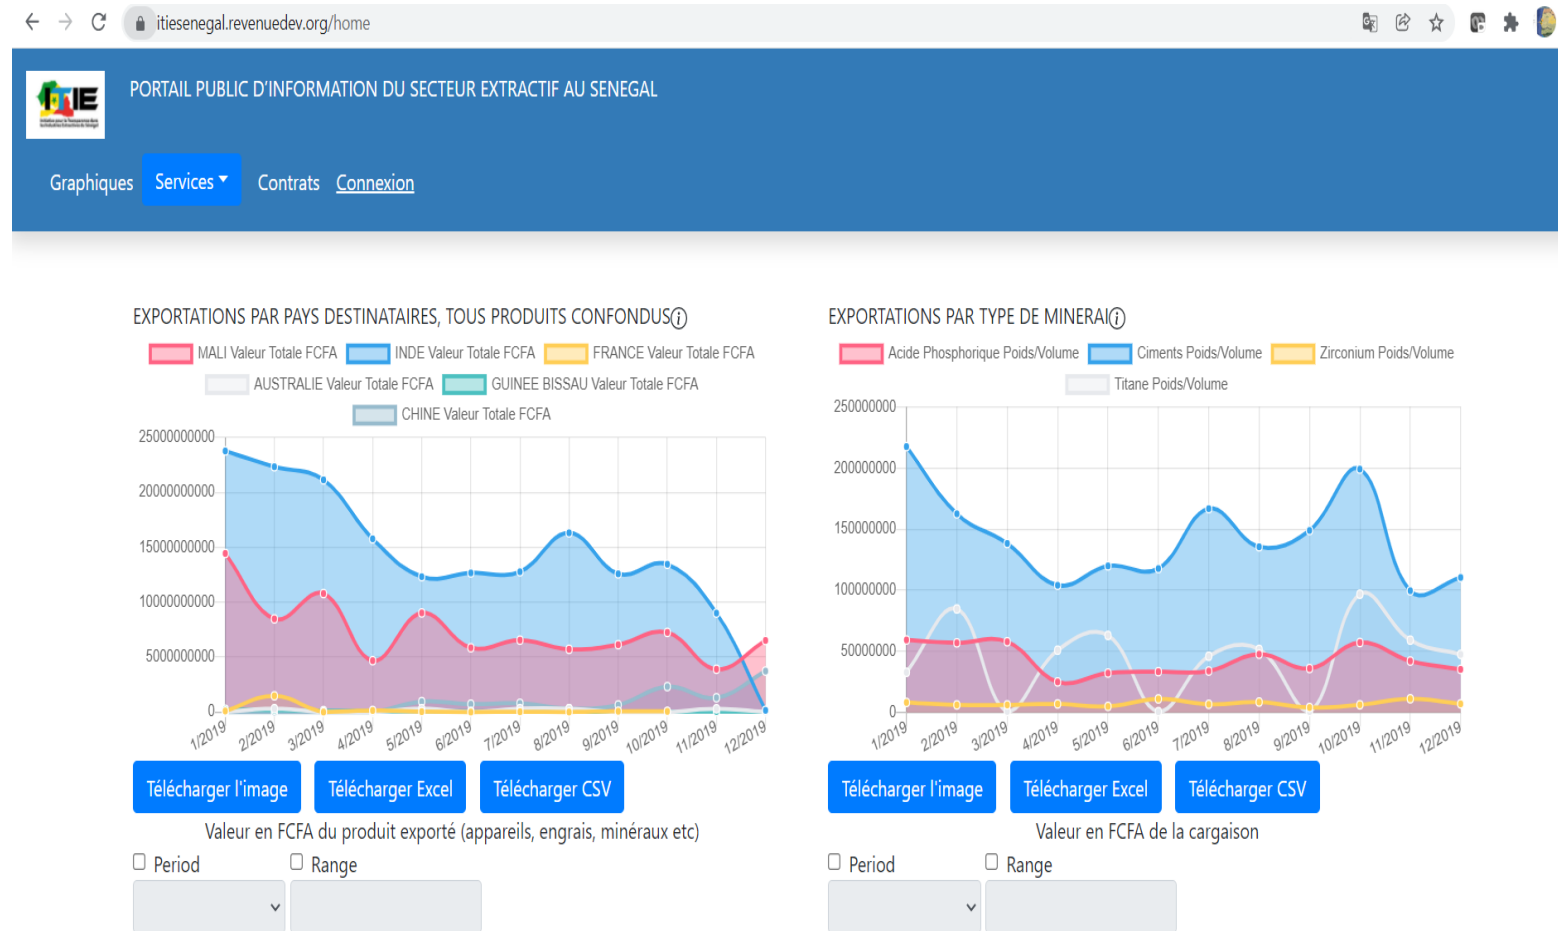 itiesenegal.revenuedev.org/home
ITIE
PORTAIL PUBLIC D'INFORMATION DU SECTEUR EXTRACTIF AU SENEGAL
Graphiques Services Contrats Connexion
EXPORTATIONS PAR PAYS DESTINATAIRES, TOUS PRODUITS CONFONDUS
MALI Valeur Totale FCFA INDE Valeur Totale FCFA FRANCE Valeur Totale FCFA
AUSTRALIE Valeur Totale FCFA GUINEE BISSAU Valeur Totale FCFA
CHINE Valeur Totale FCFA
25000000000
20000000000
15000000000
10000000000
5000000000
0
1/2019 2/2019 3/2019 4/2019 5/2019 6/2019 7/2019 8/2019 9/2019 10/2019 11/2019 12/2019
Télécharger l'image Télécharger Excel Télécharger CSV
Valeur en FCFA du produit exporté (appareils, engrais, minéraux etc)
Period Range
EXPORTATIONS PAR TYPE DE MINERAI
Acide Phosphorique Poids/Volume Ciments Poids/Volume Zirconium Poids/Volume
Titane Poids/Volume
250000000
200000000
150000000
100000000
50000000
0
1/2019 2/2019 3/2019 4/2019 5/2019 6/2019 7/2019 8/2019 9/2019 10/2019 11/2019 12/2019
Télécharger l'image Télécharger Excel Télécharger CSV
Valeur en FCFA de la cargaison
Period Range